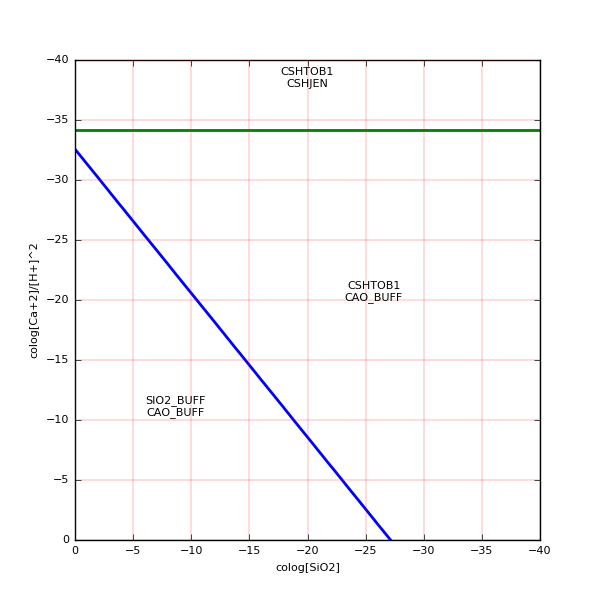 −40
CSHTOB1
CSHJEN
−35
−30
−25
CSHTOB1
CAO_BUFF
−20
−15
SIO2_BUFF
CAO_BUFF
−10
−5
0
colog[Ca+2]/[H+]^2
0 −5 −10 −15 −20 −25 −30 −35 −40
colog[SiO2]